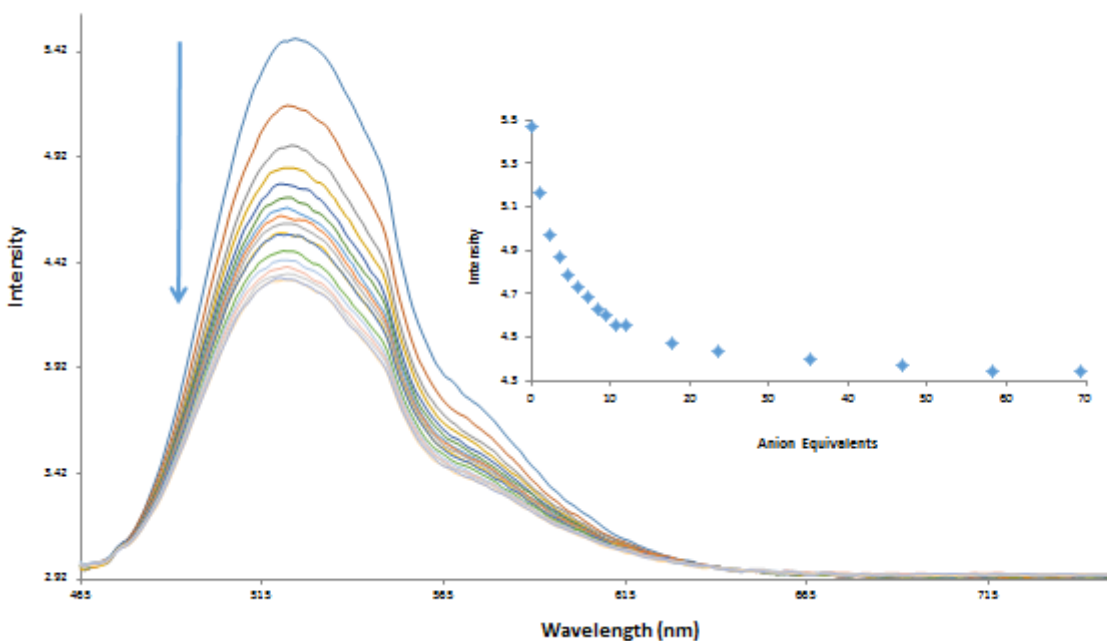 5.42
4.92
4.42
3.92
3.42
2.92
Intensity
465 515 565 615 665 715
Wavelength (nm)
5.5
5.3
5.1
4.9
4.7
4.5
4.3
Intensity
0 10 20 30 40 50 60 70
Anion Equivalents